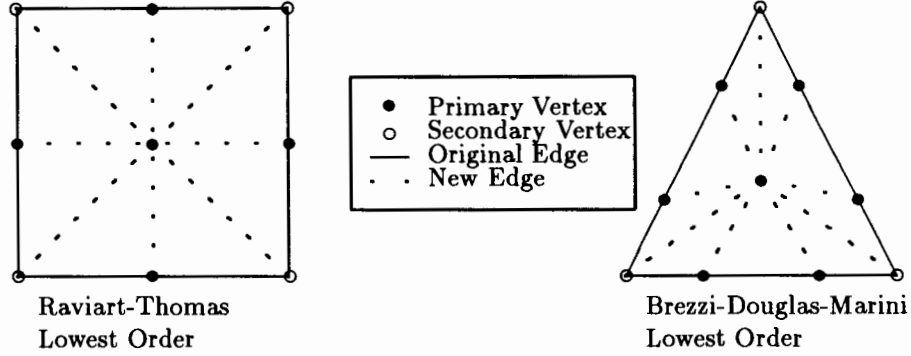 Primary Vertex
Secondary Vertex
Original Edge
New Edge
Raviart-Thomas
Lowest Order
Brezzi-Douglas-Marini
Lowest Order